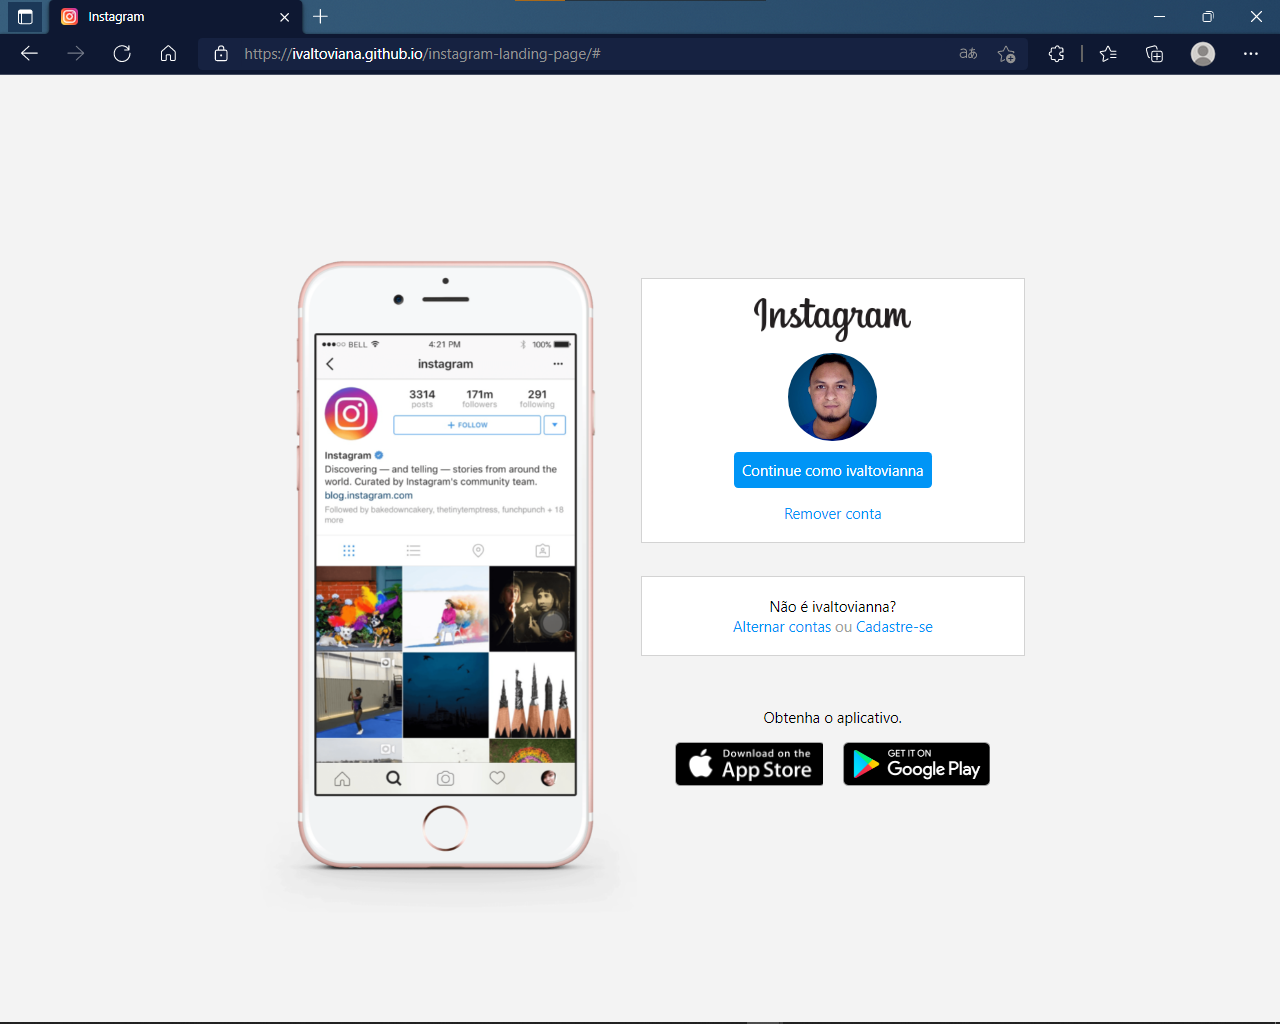 Instagram
https://ivaltoviana.github.io/instagram-landing-page/#
BELL 4:21 PM 100%
instagram
3314 171m 291
posts followers following
+ FOLLOW
Instagram
Discovering — and telling — stories from around the
world. Curated by Instagram's community team.
blog.instagram.com
Followed by bakedowncakery, thelinytemptress, funchpunch + 18
more
Instagram
Continue como ivaltovianna
Remover conta
Não é ivaltovianna?
Alternar contas ou Cadastre-se
Obtenha o aplicativo.
Download on the
App Store
GET IT ON
Google Play